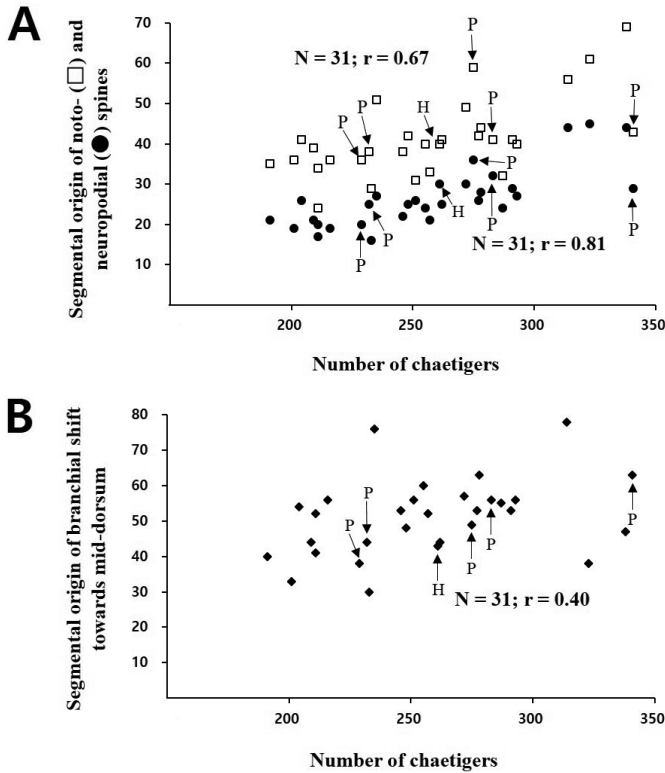 A
Segmental origin of noto- (□) and
neuropodial (●) spines
70
60
50
40
30
20
10
N = 31; r = 0.67
P
P
P
H
P
P
P
H
P
P
P
P
N = 31; r = 0.81
200
250
300
350
Number of chaetigers
B
Segmental origin of branchial shift
towards mid-dorsum
80
70
60
50
40
30
20
10
P
P
P
P
P
H
N = 31; r = 0.40
200
250
300
350
Number of chaetigers